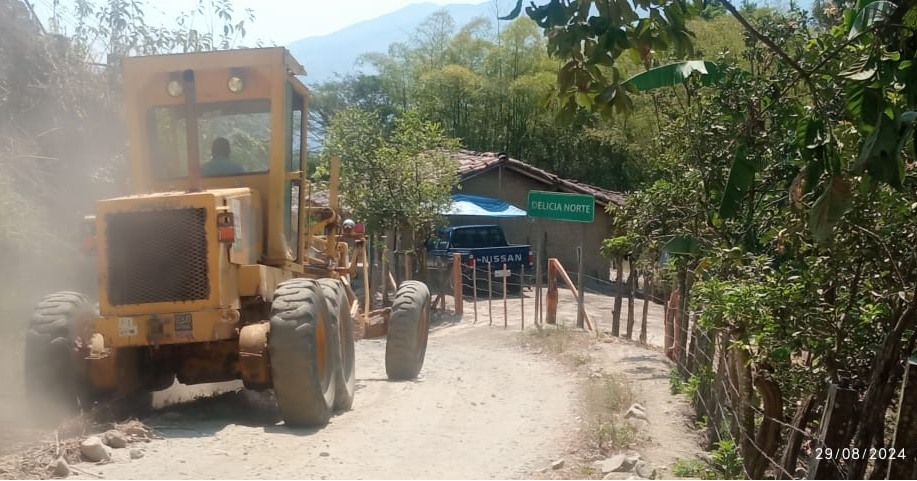 DELICIA NORTE
NISSAN
29/08/2024